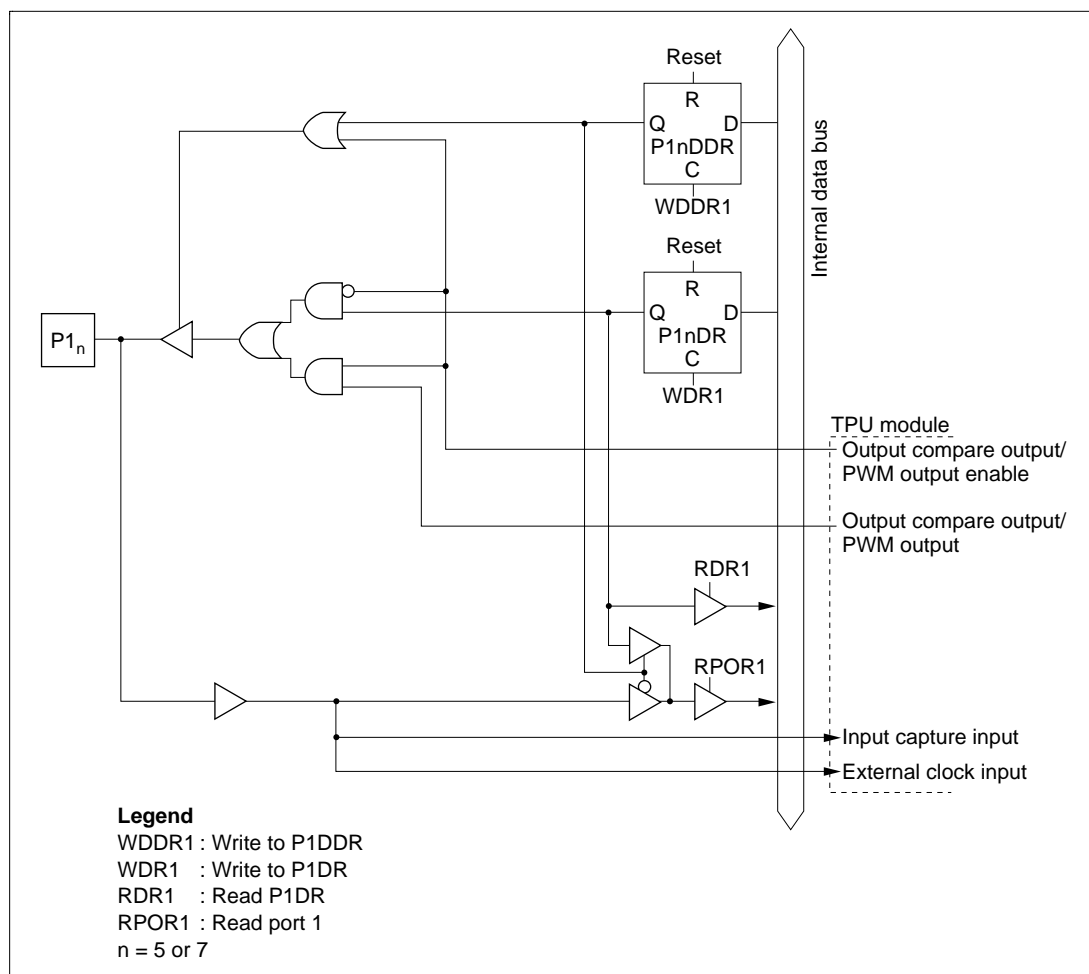 Reset
R
Q D
P1nDDR
C
WDDR1
Internal data bus
Reset
R
Q D
P1nDR
C
WDR1
P1n
TPU module
Output compare output/
PWM output enable
Output compare output/
PWM output
RDR1
RPOR1
Input capture input
External clock input
Legend
WDDR1 : Write to P1DDR
WDR1 : Write to P1DR
RDR1 : Read P1DR
RPOR1 : Read port 1
n = 5 or 7